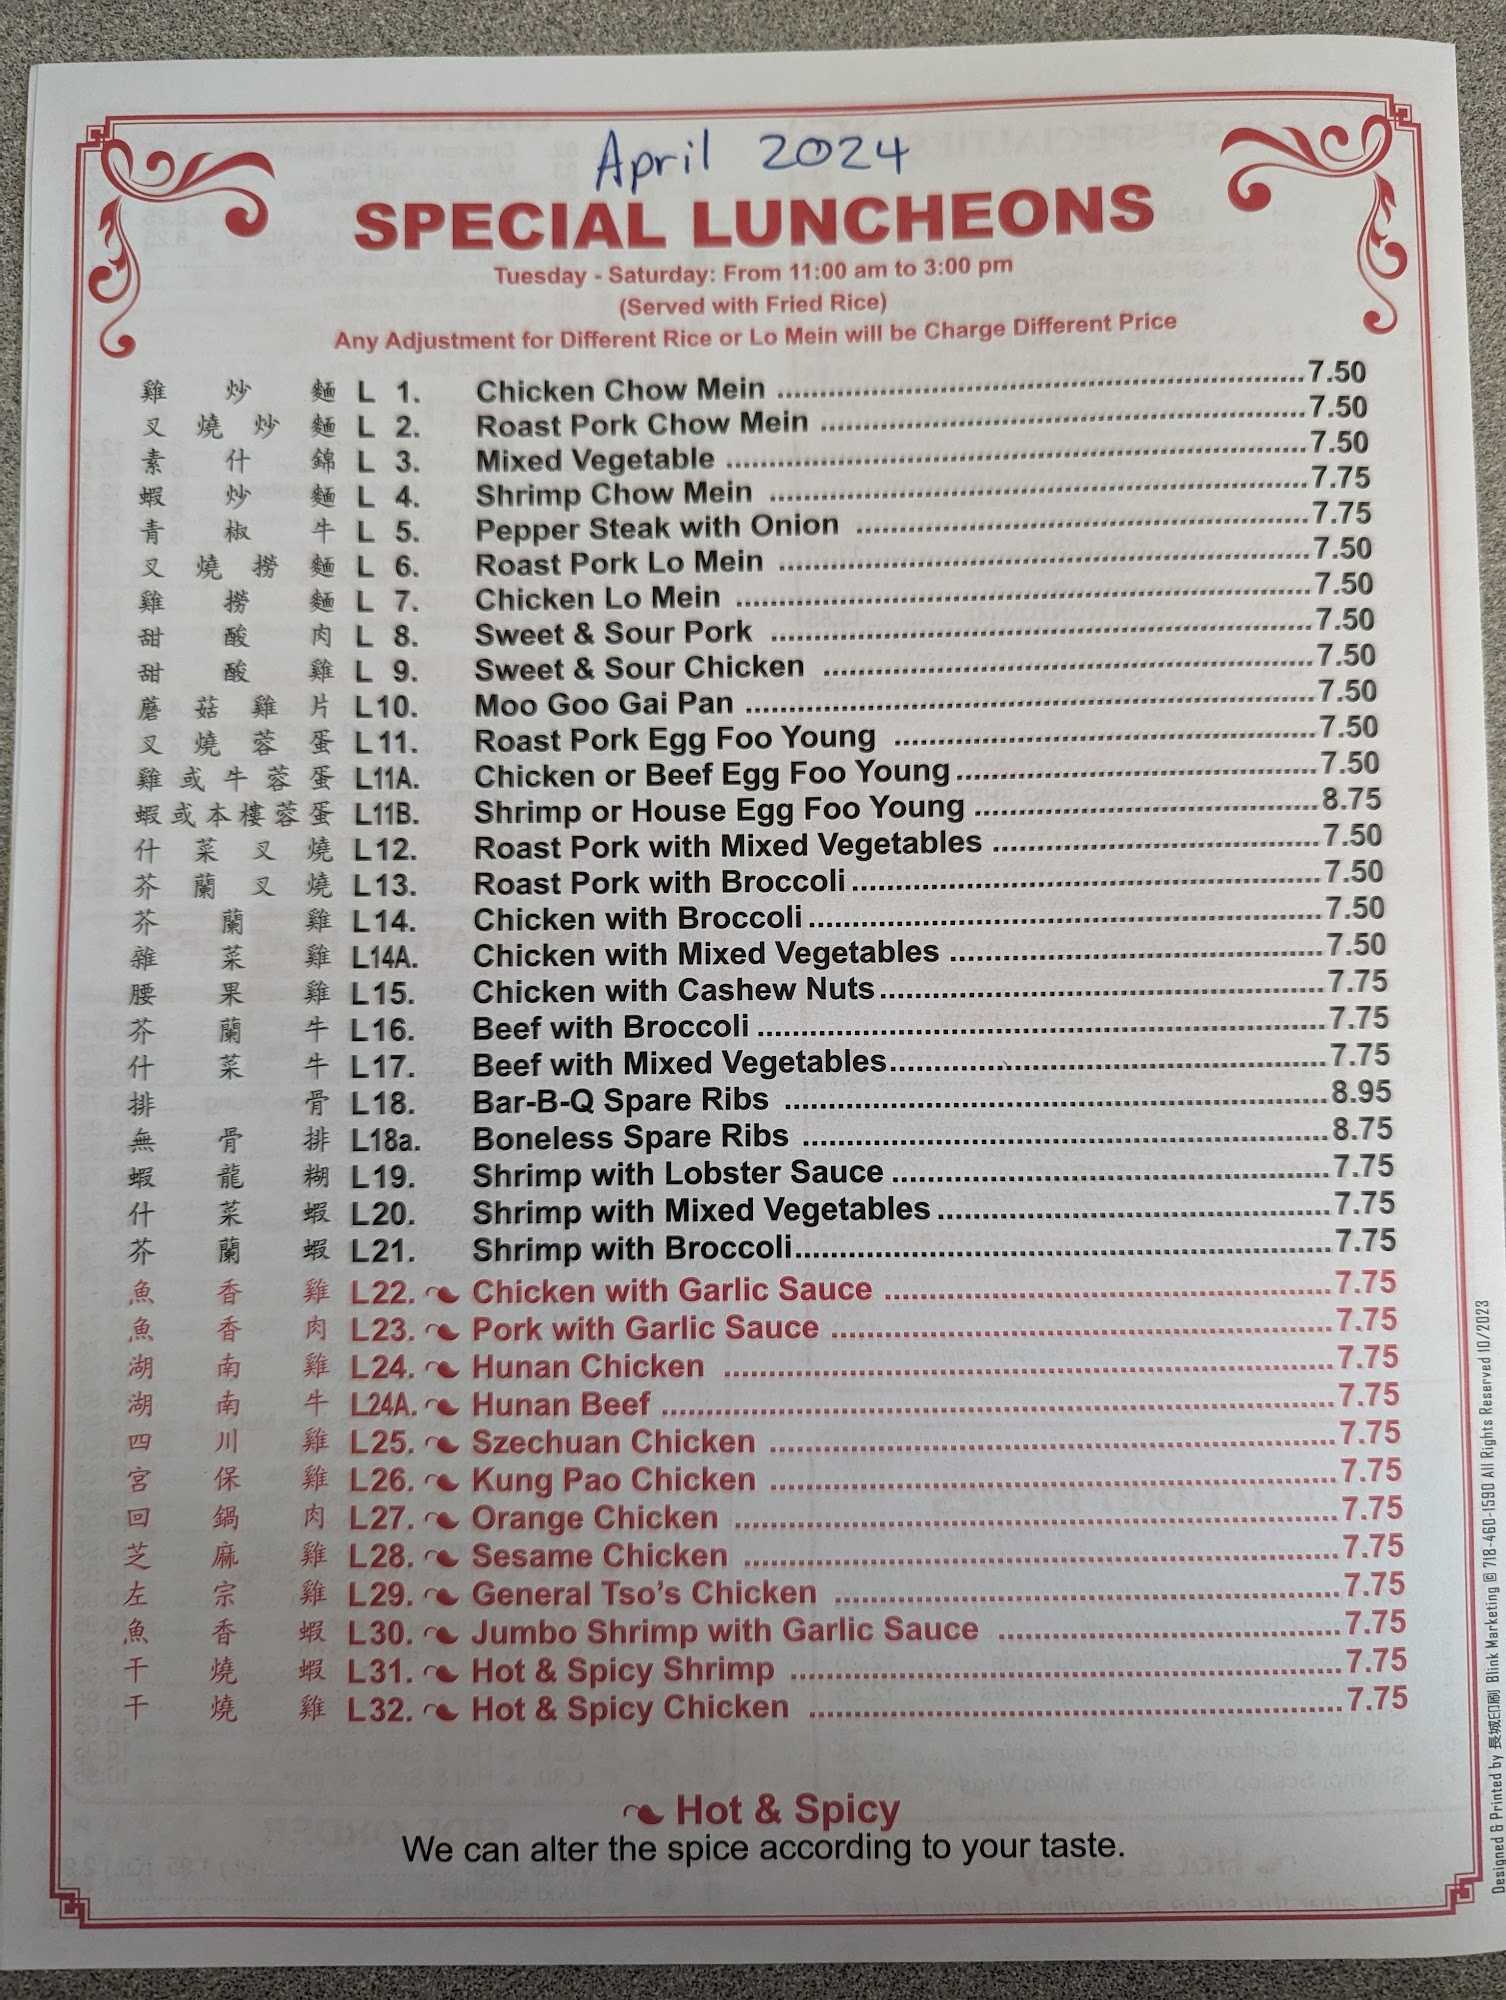 April 2024
SPECIAL LUNCHEONS
Tuesday - Saturday: From 11:00 am to 3:00 pm
(Served with Fried Rice)
Any Adjustment for Different Rice or Lo Mein will be Charge Different Price
雞炒麵 L 1. Chicken Chow Mein 7.50
叉燒炒麵 L 2. Roast Pork Chow Mein 7.50
素什錦 L 3. Mixed Vegetable 7.50
蝦炒麵 L 4. Shrimp Chow Mein 7.75
青椒牛 L 5. Pepper Steak with Onion 7.75
叉燒撈麵 L 6. Roast Pork Lo Mein 7.50
雞撈麵 L 7. Chicken Lo Mein 7.50
甜酸肉 L 8. Sweet & Sour Pork 7.50
甜酸雞 L 9. Sweet & Sour Chicken 7.50
蘑菇雞片 L10. Moo Goo Gai Pan 7.50
叉燒蓉蛋 L11. Roast Pork Egg Foo Young 7.50
雞或牛蓉蛋 L11A. Chicken or Beef Egg Foo Young 7.50
蝦或本樓蓉蛋 L11B. Shrimp or House Egg Foo Young 8.75
什菜叉燒 L12. Roast Pork with Mixed Vegetables 7.50
芥蘭叉燒 L13. Roast Pork with Broccoli 7.50
芥蘭雞 L14. Chicken with Broccoli 7.50
雜菜雞 L14A. Chicken with Mixed Vegetables 7.50
腰果雞 L15. Chicken with Cashew Nuts 7.75
芥蘭牛 L16. Beef with Broccoli 7.75
什菜牛 L17. Beef with Mixed Vegetables 7.75
排骨 L18. Bar-B-Q Spare Ribs 8.95
無骨排 L18a. Boneless Spare Ribs 8.75
蝦龍糊 L19. Shrimp with Lobster Sauce 7.75
什菜蝦 L20. Shrimp with Mixed Vegetables 7.75
芥蘭蝦 L21. Shrimp with Broccoli 7.75
魚香雞 L22. Chicken with Garlic Sauce 7.75
魚香肉 L23. Pork with Garlic Sauce 7.75
湖南雞 L24. Hunan Chicken 7.75
湖南牛 L24A. Hunan Beef 7.75
四川雞 L25. Szechuan Chicken 7.75
宮保雞 L26. Kung Pao Chicken 7.75
回鍋肉 L27. Orange Chicken 7.75
芝麻雞 L28. Sesame Chicken 7.75
左宗雞 L29. General Tso's Chicken 7.75
魚香蝦 L30. Jumbo Shrimp with Garlic Sauce 7.75
干燒蝦 L31. Hot & Spicy Shrimp 7.75
干燒雞 L32. Hot & Spicy Chicken 7.75
Hot & Spicy
We can alter the spice according to your taste.
Designed & Printed by 長城印刷 Blink Marketing @ 718-460-1590 All Rights Reserved 10/2023